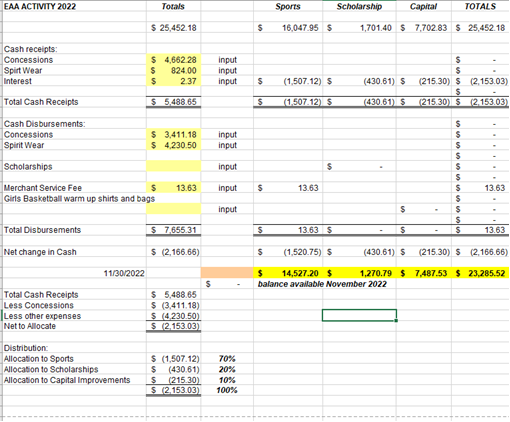 EAA ACTIVITY 2022 Totals Sports Scholarship Capital TOTALS
$ 25,452.18 $ 16,047.95 $ 1,701.40 $ 7,702.83 $ 25,452.18
Cash receipts: $ -
Concessions $ 4,662.28 input $ -
Spirt Wear $ 824.00 input $ -
Interest $ 2.37 input $ (1,507.12) $ (430.61) $ (215.30) $ (2,153.03)
$ -
Total Cash Receipts $ 5,488.65 $ (1,507.12) $ (430.61) $ (215.30) $ (2,153.03)
Cash Disbursements: $ -
Concessions $ 3,411.18 input $ -
Spirit Wear $ 4,230.50 input $ -
$ -
Scholarships input $ - $ -
$ -
Merchant Service Fee $ 13.63 input $ 13.63 $ 13.63
Girls Basketball warm up shirts and bags $ -
input $ - $ -
$ -
Total Disbursements $ 7,655.31 $ 13.63 $ - $ - $ 13.63
Net change in Cash $ (2,166.66) $ (1,520.75) $ (430.61) $ (215.30) $ (2,166.66)
11/30/2022 $ 14,527.20 $ 1,270.79 $ 7,487.53 $ 23,285.52
$ - balance available November 2022
Total Cash Receipts $ 5,488.65
Less Concessions $ (3,411.18)
Less other expenses $ (4,230.50)
Net to Allocate $ (2,153.03)
Distribution:
Allocation to Sports $ (1,507.12) 70%
Allocation to Scholarships $ (430.61) 20%
Allocation to Capital Improvements $ (215.30) 10%
$ (2,153.03) 100%